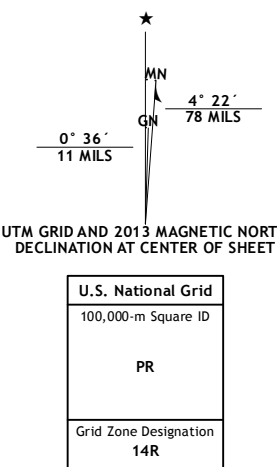 ★
MN
4° 22´
78 MILS
GN
0° 36´
11 MILS
UTM GRID AND 2013 MAGNETIC NORT
DECLINATION AT CENTER OF SHEET
U.S. National Grid
100,000-m Square ID
PR
Grid Zone Designation
14R